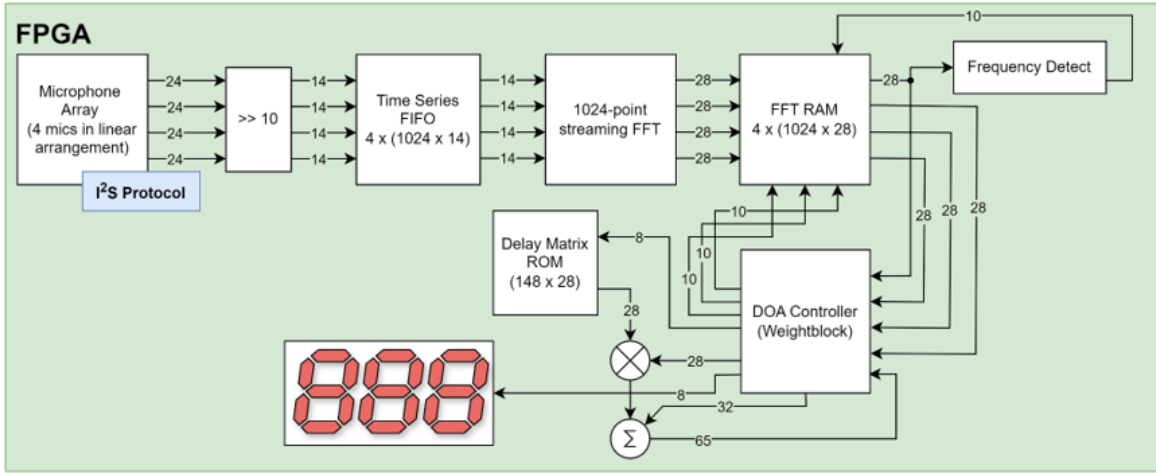 FPGA
Microphone
Array
(4 mics in linear
arrangement)
I²S Protocol
24
24
24
24
>> 10
14
14
14
14
Time Series
FIFO
4 x (1024 x 14)
14
14
14
14
1024-point
streaming FFT
28
28
28
28
FFT RAM
4 x (1024 x 28)
28
10
Frequency Detect
28
28
28
10
10
10
Delay Matrix
ROM
(148 x 28)
8
28
DOA Controller
(Weightblock)
28
8
32
65
Σ
888